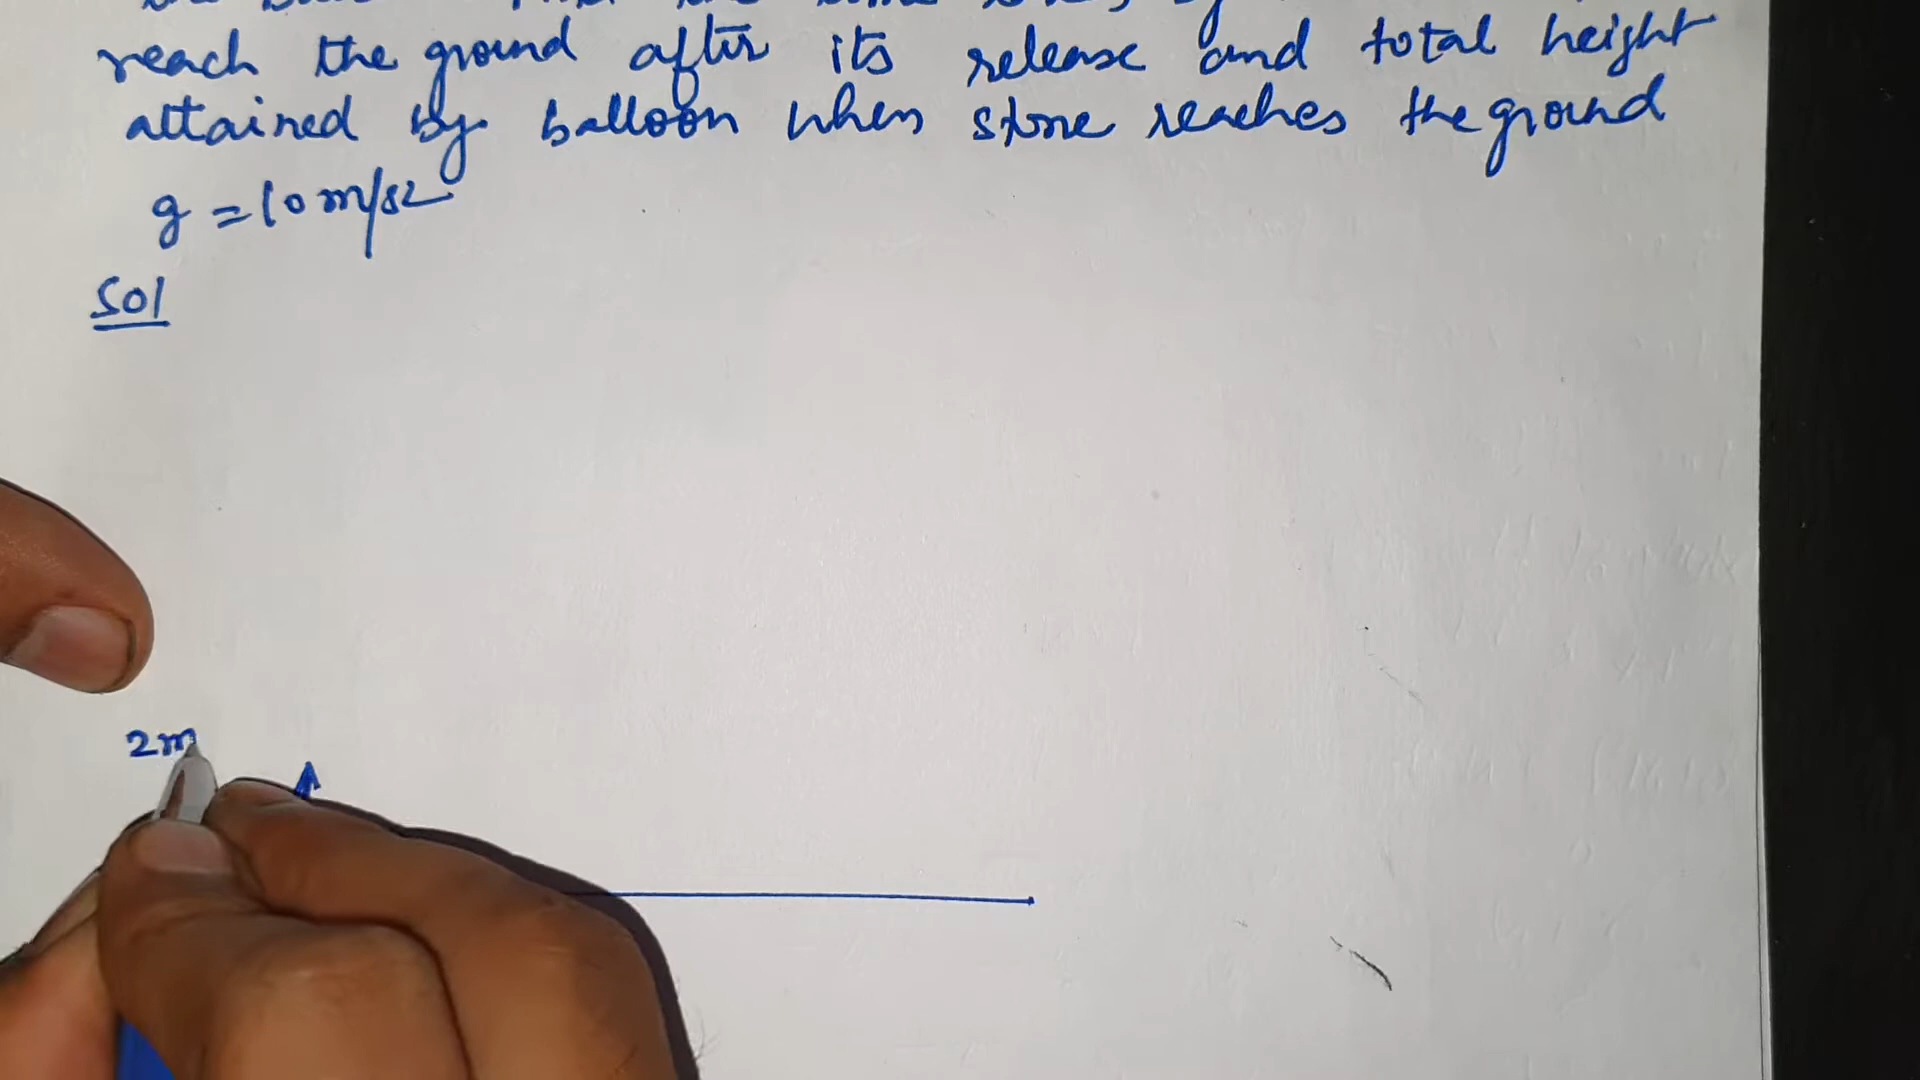 reach the ground after its release and total height
attained by balloon when stone reaches the ground
g = 10 m/s2
Sol
2m